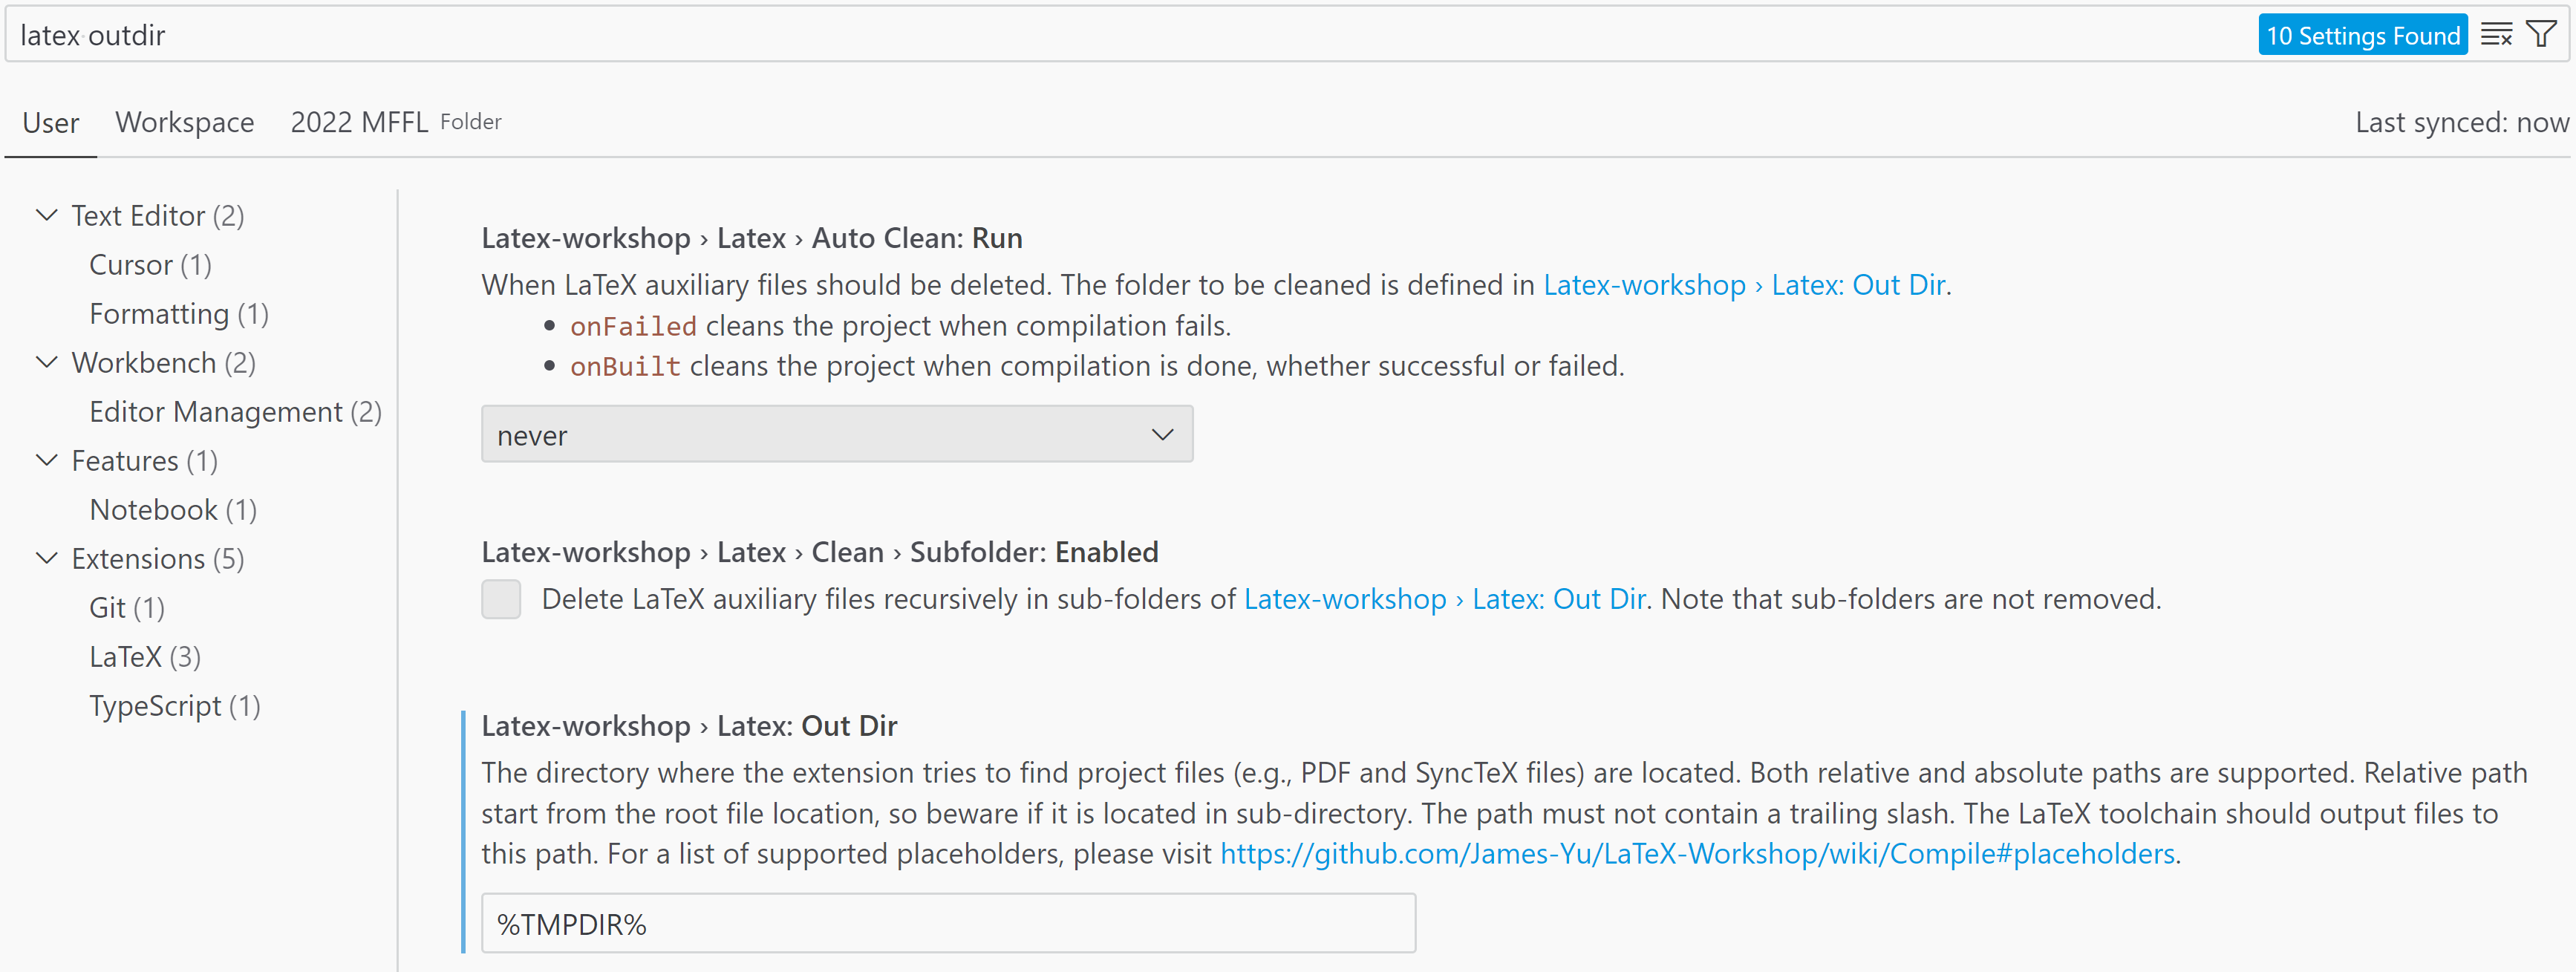 latex outdir
10 Settings Found
User Workspace 2022 MFFL Folder
Last synced: now
Text Editor (2)
Cursor (1)
Formatting (1)
Workbench (2)
Editor Management (2)
Features (1)
Notebook (1)
Extensions (5)
Git (1)
LaTeX (3)
TypeScript (1)
Latex-workshop › Latex › Auto Clean: Run
When LaTeX auxiliary files should be deleted. The folder to be cleaned is defined in Latex-workshop › Latex: Out Dir.
• onFailed cleans the project when compilation fails.
• onBuilt cleans the project when compilation is done, whether successful or failed.
never
Latex-workshop › Latex › Clean › Subfolder: Enabled
Delete LaTeX auxiliary files recursively in sub-folders of Latex-workshop › Latex: Out Dir. Note that sub-folders are not removed.
Latex-workshop › Latex: Out Dir
The directory where the extension tries to find project files (e.g., PDF and SyncTeX files) are located. Both relative and absolute paths are supported. Relative path
start from the root file location, so beware if it is located in sub-directory. The path must not contain a trailing slash. The LaTeX toolchain should output files to
this path. For a list of supported placeholders, please visit https://github.com/James-Yu/LaTeX-Workshop/wiki/Compile#placeholders.
%TMPDIR%